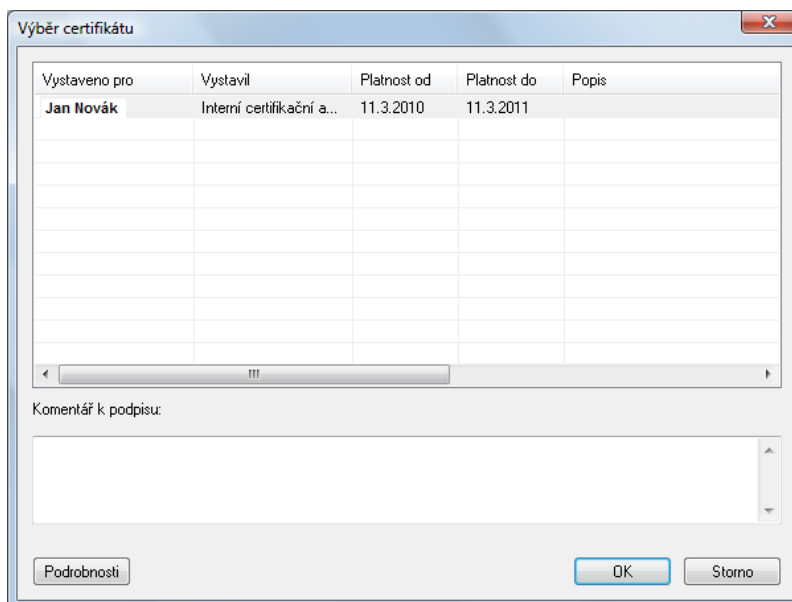 Výběr certifikátu
Vystaveno pro Vystavil Platnost od Platnost do Popis
Jan Novák Interní certifikační a... 11.3.2010 11.3.2011
Komentář k podpisu:
Podrobnosti OK Storno